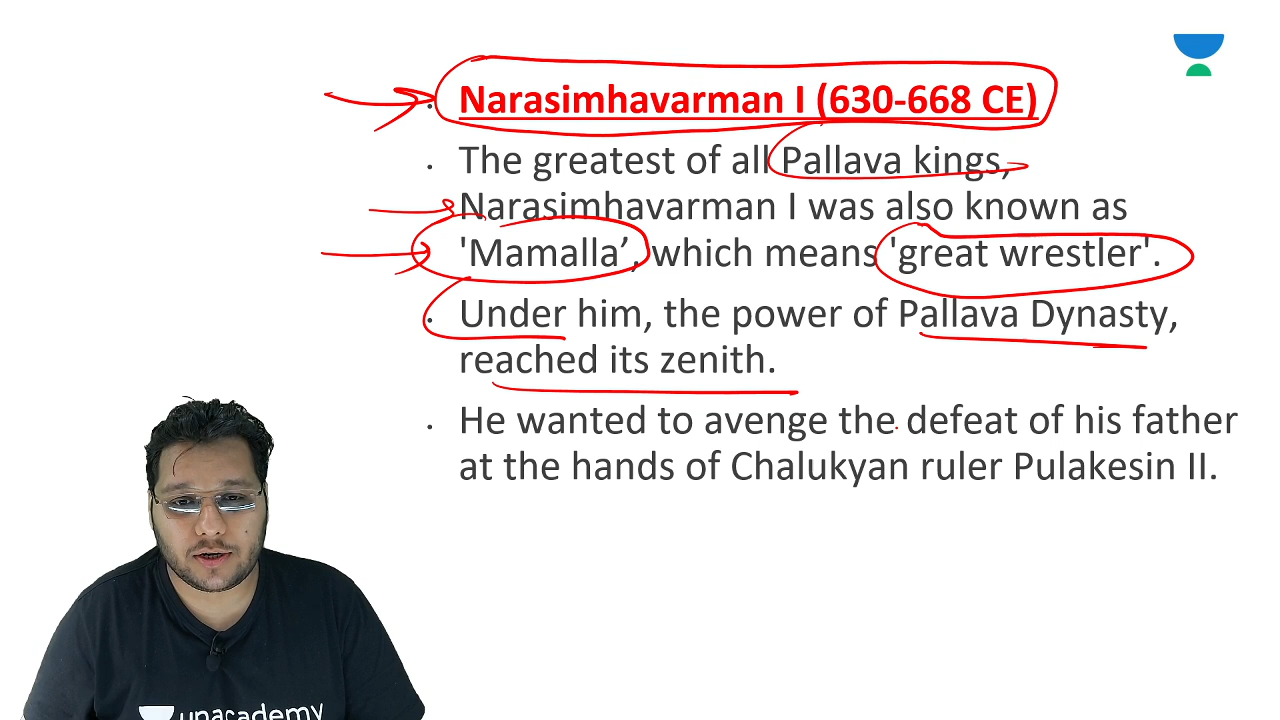 Narasimhavarman I (630-668 CE)
The greatest of all Pallava kings,
Narasimhavarman I was also known as
'Mamalla’, which means 'great wrestler'.
Under him, the power of Pallava Dynasty,
reached its zenith.
He wanted to avenge the defeat of his father
at the hands of Chalukyan ruler Pulakesin II.
unacademy